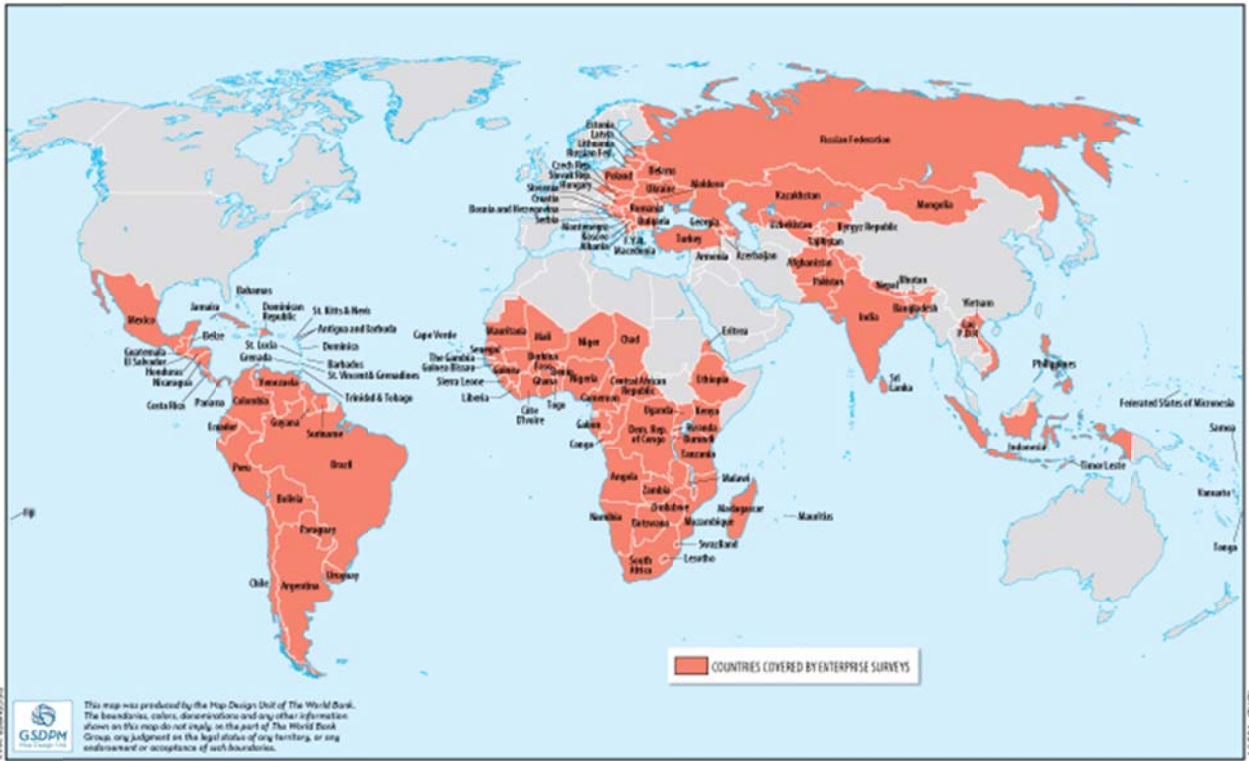 Russian Federation
Estonia
Latvia
Lithuania
Russian Fed.
Czech Rep.
Slovak Rep.
Hungary
Slovenia
Croatia
Bosnia and Herzegovina
Serbia
Montenegro
Kosovo
Albania
F.Y.R.
Macedonia
Poland
Belarus
Ukraine
Moldova
Romania
Bulgaria
Georgia
Turkey
Armenia
Azerbaijan
Kazakhstan
Uzbekistan
Kyrgyz Republic
Tajikistan
Afghanistan
Pakistan
Mongolia
Nepal
Bhutan
Bangladesh
India
Sri
Lanka
Vietnam
Lao
P.D.R
Philippines
Indonesia
Timor Leste
Federated States of Micronesia
Samoa
Vanuatu
Tonga
Fiji
Mexico
Bahamas
Jamaica
Dominican
Republic
St. Kitts & Nevis
Antigua and Barbuda
Belze
St. Lucia
Dominica
Grenada
Barbados
St. Vincent & Grenadines
Trinidad & Tobago
Guatemala
El Salvador
Honduras
Nicaragua
Costa Rica
Panama
Venezuela
Colombia
Guyana
Suriname
Ecuador
Peru
Brazil
Bolivia
Paraguay
Uruguay
Chile
Argentina
Cape Verde
Mauritania
Mali
Niger
Chad
Eritrea
Senegal
The Gambia
Guinea Bissau
Guinea
Sierra Leone
Liberia
Burkina
Faso
Benin
Ghana
Côte
D'Ivoire
Togo
Nigeria
Cameroon
Central African
Republic
Ethiopia
Gabon
Congo
Dem. Rep.
of Congo
Uganda
Kenya
Rwanda
Burundi
Tanzania
Angola
Zambia
Malawi
Zimbabwe
Mozambique
Madagascar
Mauritius
Namibia
Botswana
Swaziland
Lesotho
South
Africa
COUNTRIES COVERED BY ENTERPRISE SURVEYS
GSDPM
Map Design Unit
This map was produced by the Map Design Unit of The World Bank.
The boundaries, colors, denominations and any other information
shown on this map do not imply, on the part of The World Bank
Group, any judgment on the legal status of any territory, or any
endorsement or acceptance of such boundaries.